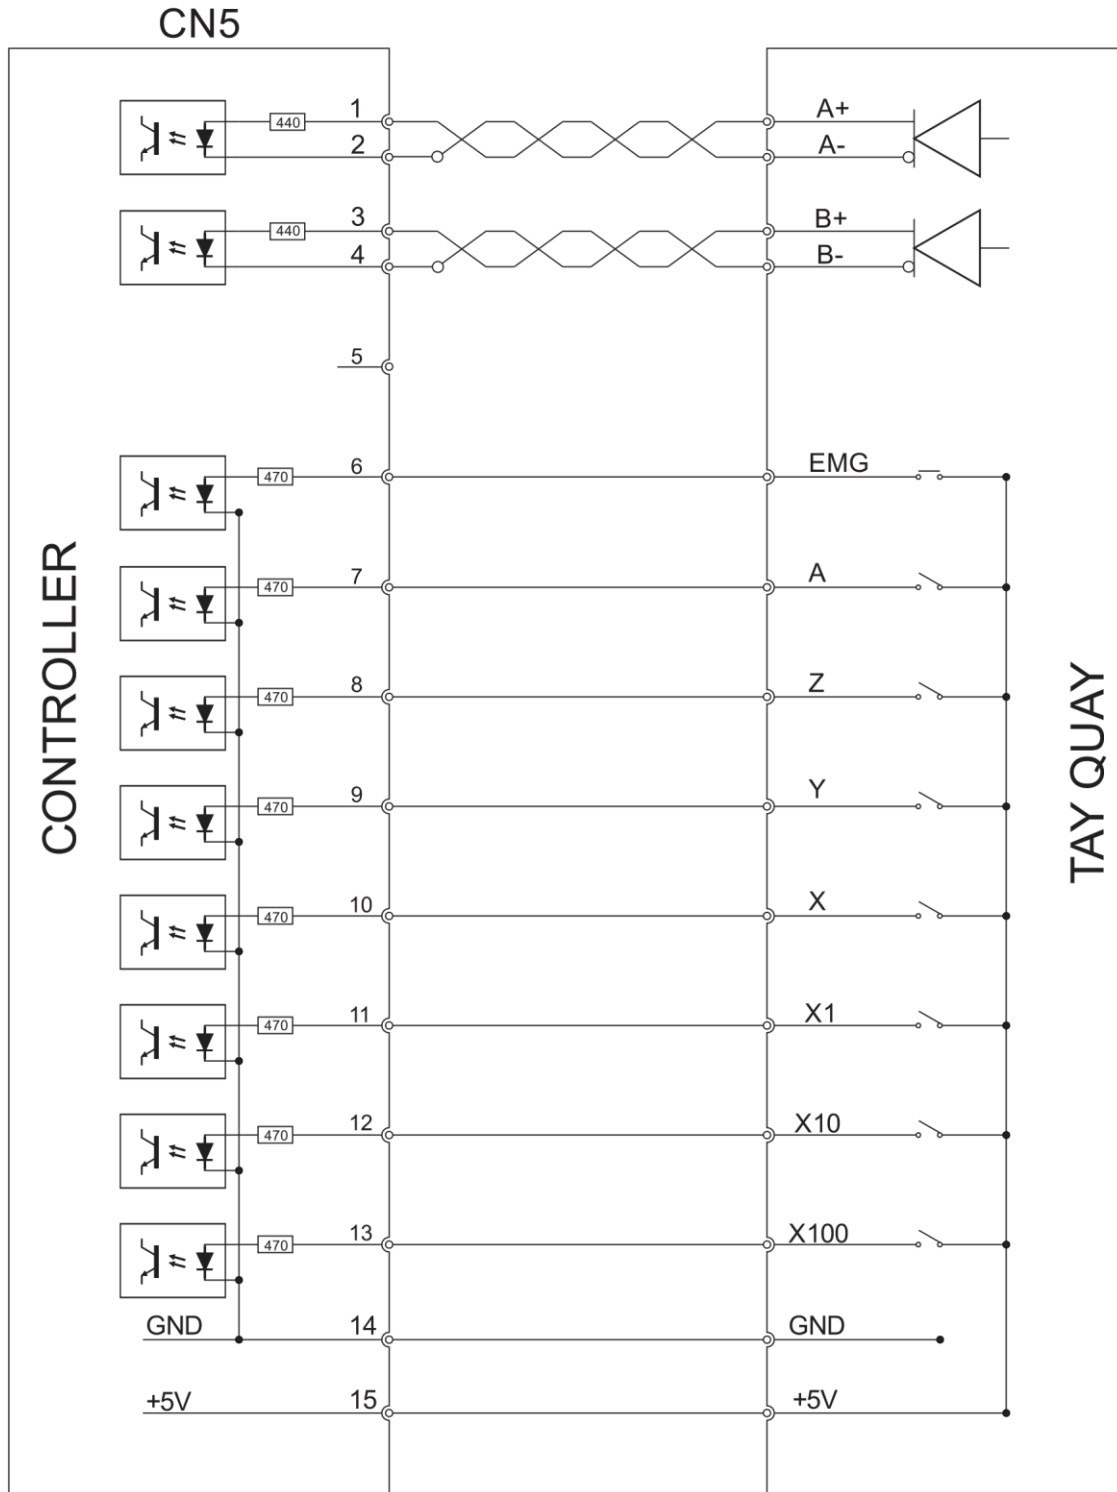 CN5
440 1 A+
2 A-
440 3 B+
4 B-
5
470 6 EMG
470 7 A
470 8 Z
470 9 Y
470 10 X
470 11 X1
470 12 X10
470 13 X100
GND 14 GND
+5V 15 +5V
CONTROLLER
TAY QUAY